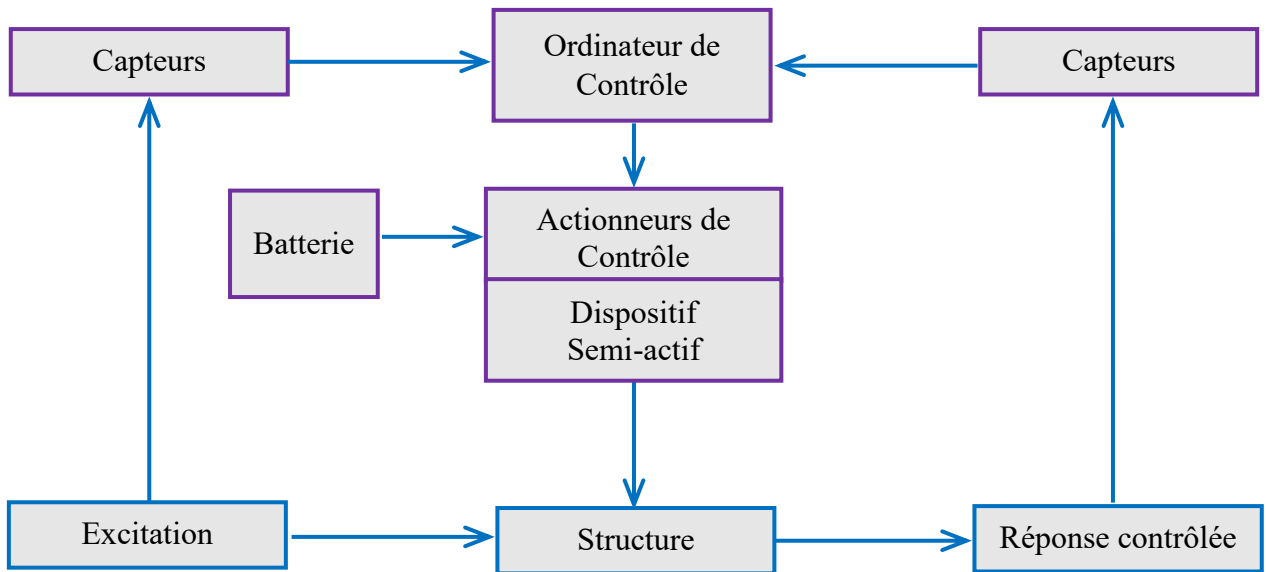 Capteurs
Ordinateur de
Contrôle
Capteurs
Batterie
Actionneurs de
Contrôle
Dispositif
Semi-actif
Excitation
Structure
Réponse contrôlée